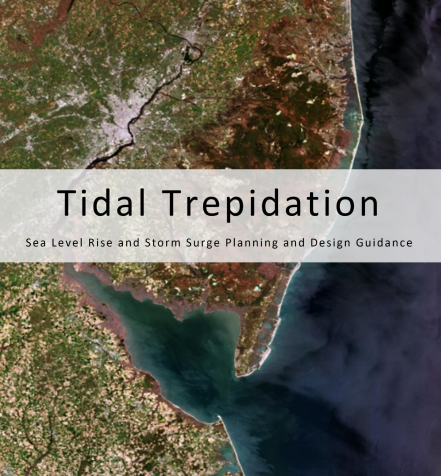 Tidal Trepidation
Sea Level Rise and Storm Surge Planning and Design Guidance